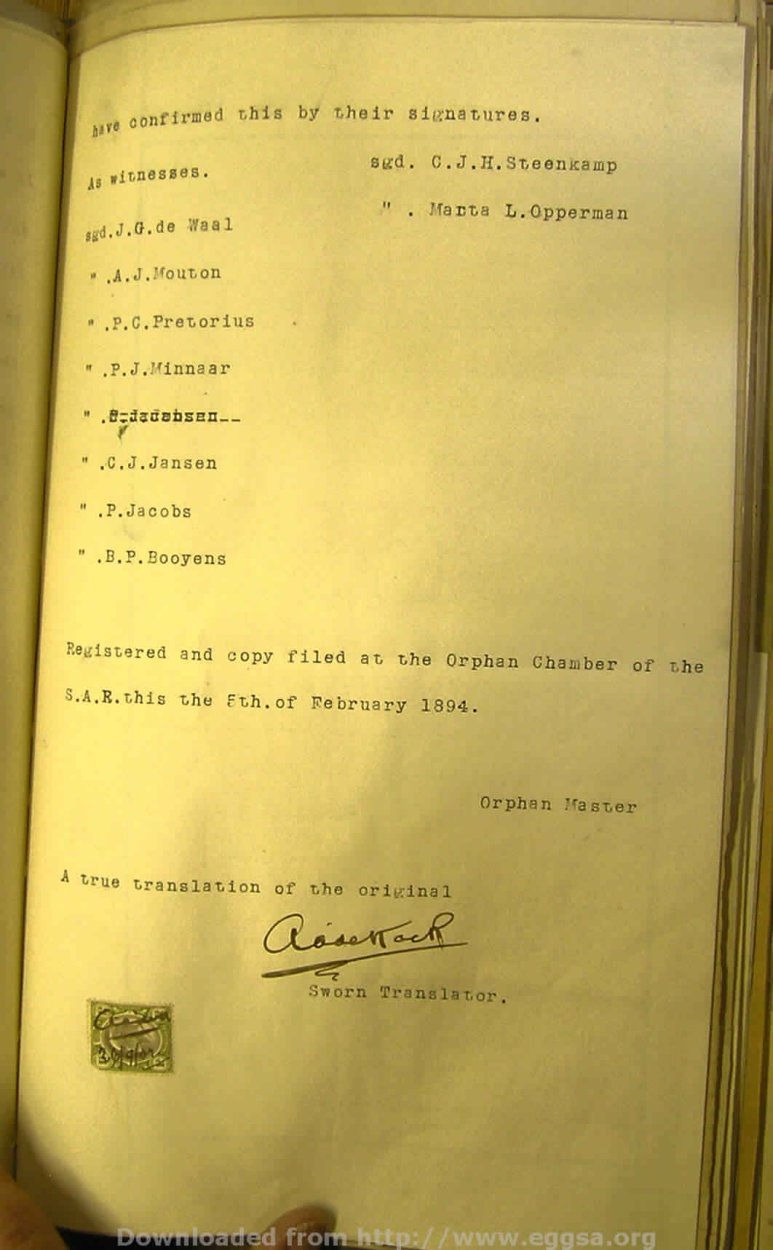 have confirmed this by their signatures.
As witnesses.
sgd. C.J.H.Steenkamp
" . Marta L.Opperman
sgd.J.G.de Waal
" .A.J.Mouton
" .P.C.Pretorius
" .P.J.Minnaar
" .C.J.Jansen
" .P.Jacobs
" .B.P.Booyens
Registered and copy filed at the Orphan Chamber of the
S.A.R.this the 5th.of February 1894.
Orphan Master
A true translation of the original
Sworn Translator.
Downloaded from http://www.eggsa.org